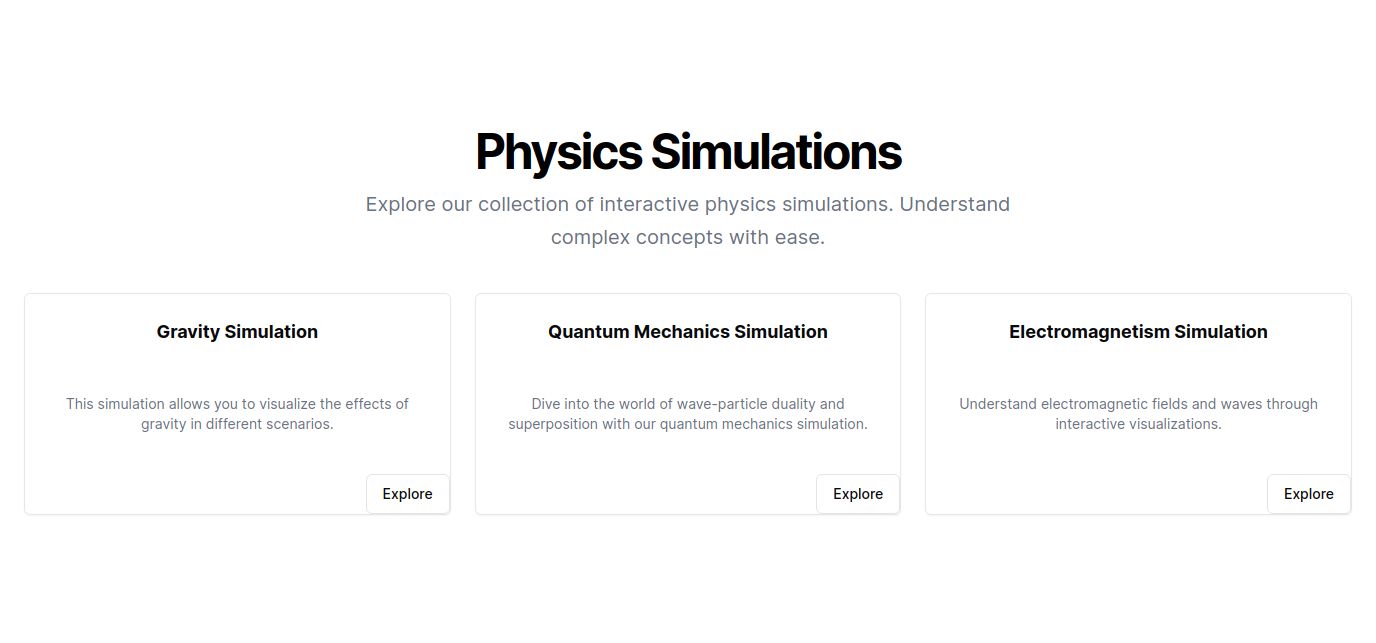 Physics Simulations
Explore our collection of interactive physics simulations. Understand
complex concepts with ease.
Gravity Simulation
This simulation allows you to visualize the effects of
gravity in different scenarios.
Explore
Quantum Mechanics Simulation
Dive into the world of wave-particle duality and
superposition with our quantum mechanics simulation.
Explore
Electromagnetism Simulation
Understand electromagnetic fields and waves through
interactive visualizations.
Explore